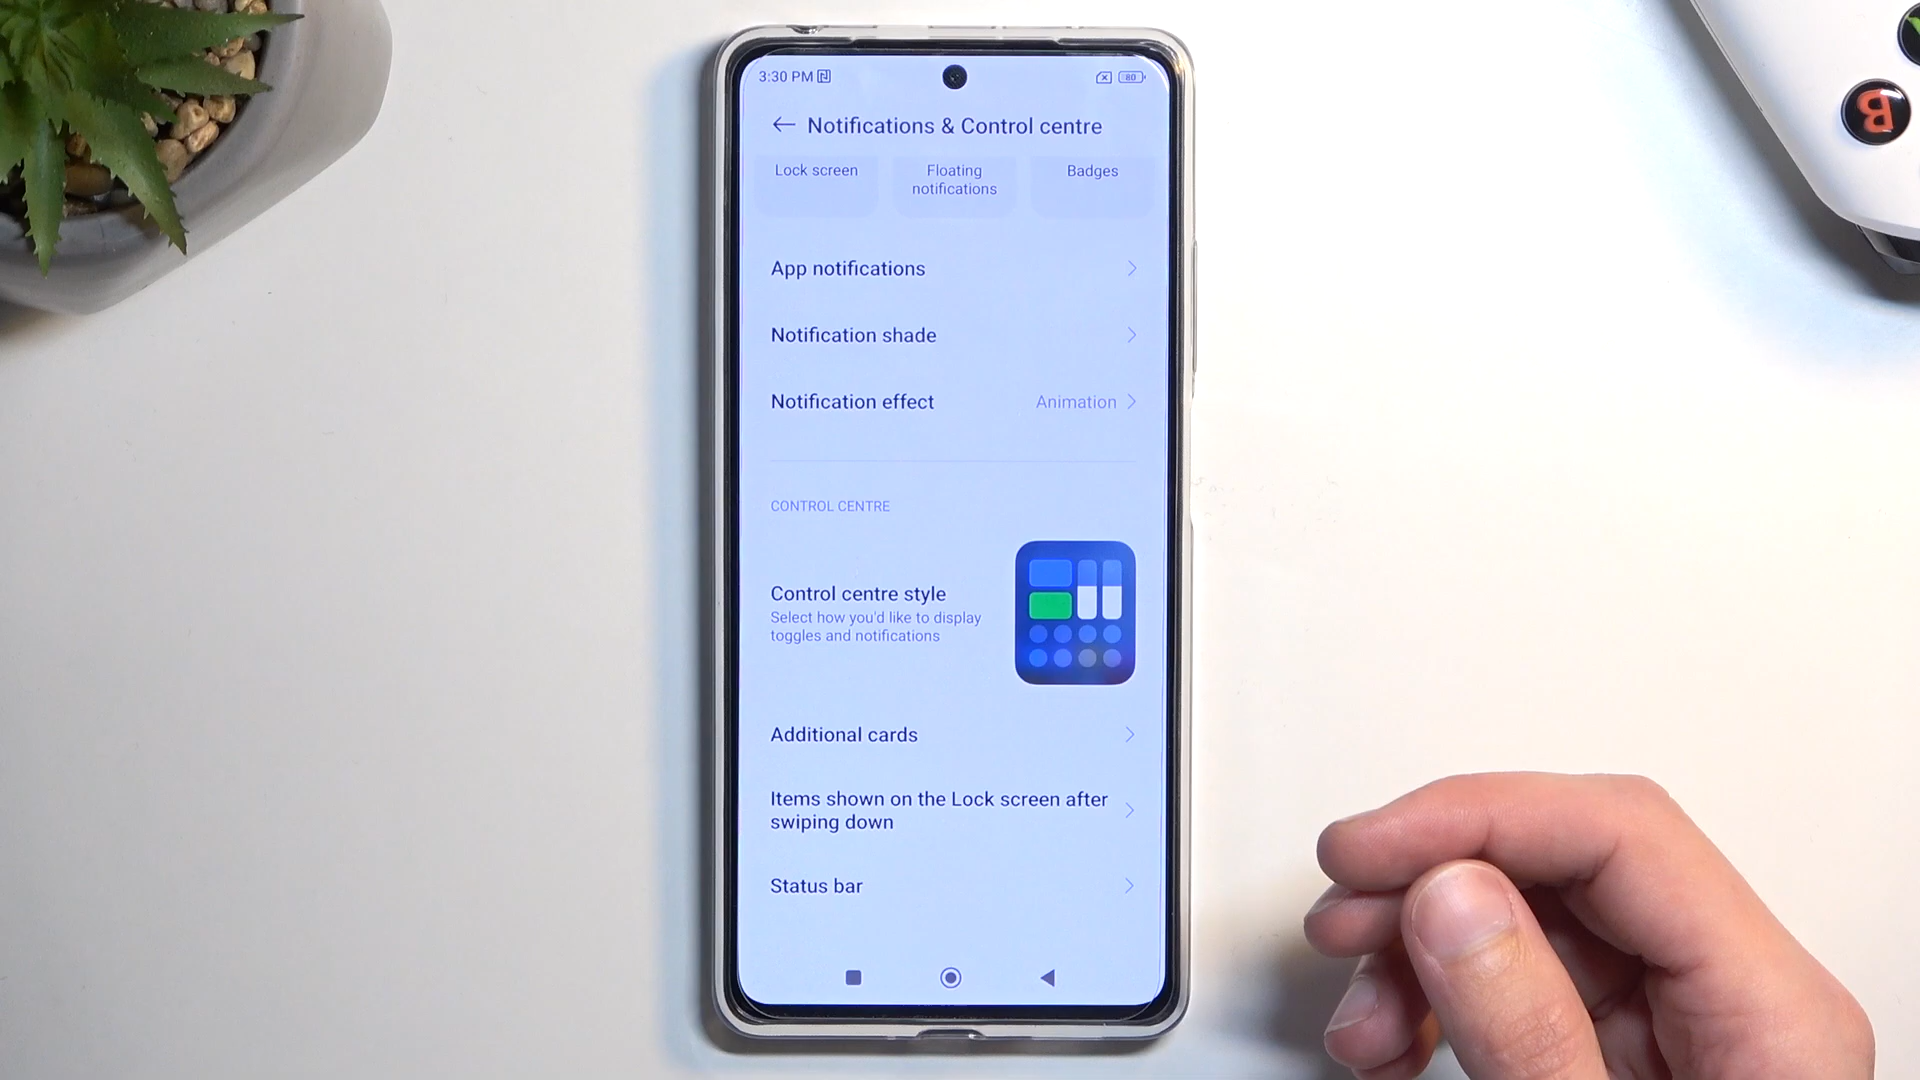 3:30 PM
80
Notifications & Control centre
Lock screen
Floating
notifications
Badges
App notifications
Notification shade
Notification effect
Animation
CONTROL CENTRE
Control centre style
Select how you'd like to display
toggles and notifications
Additional cards
Items shown on the Lock screen after
swiping down
Status bar
B